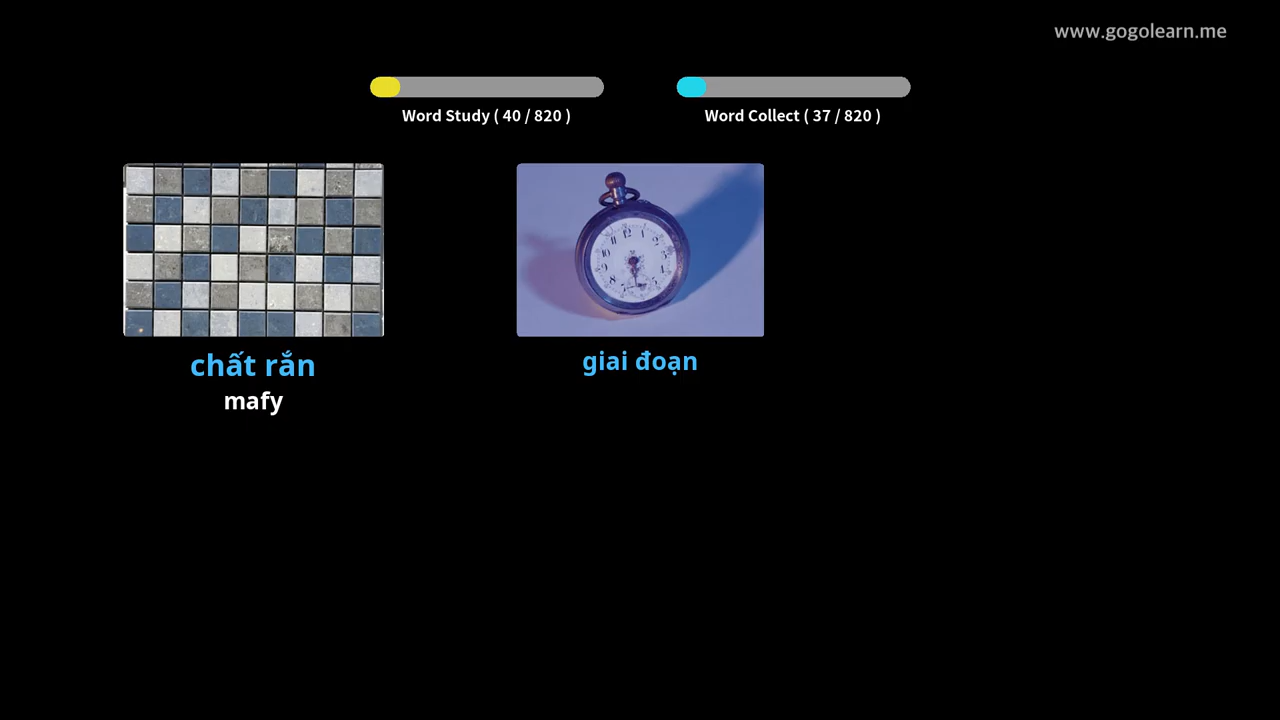 www.gogolearn.me
Word Study ( 40 / 820 )
Word Collect ( 37 / 820 )
chất rắn
mafy
giai đoạn